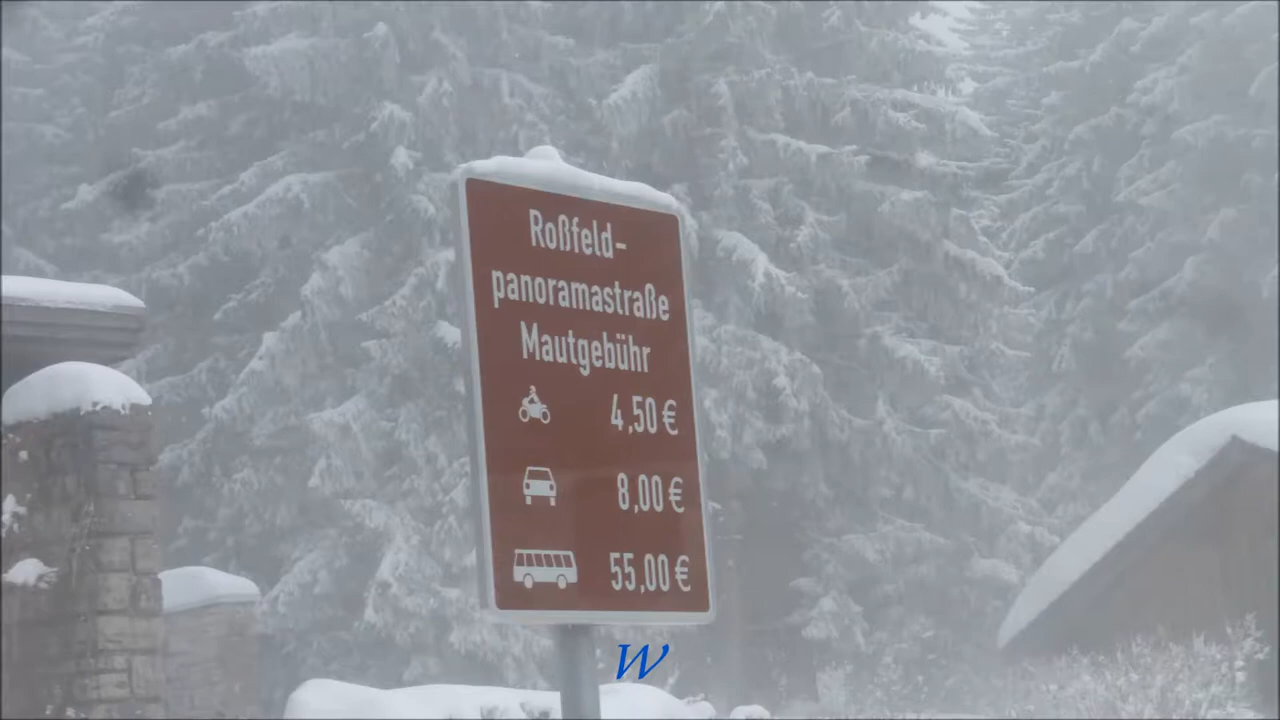 Roßfeld-
panoramastraße
Mautgebühr
4,50 €
8,00 €
55,00 €
W